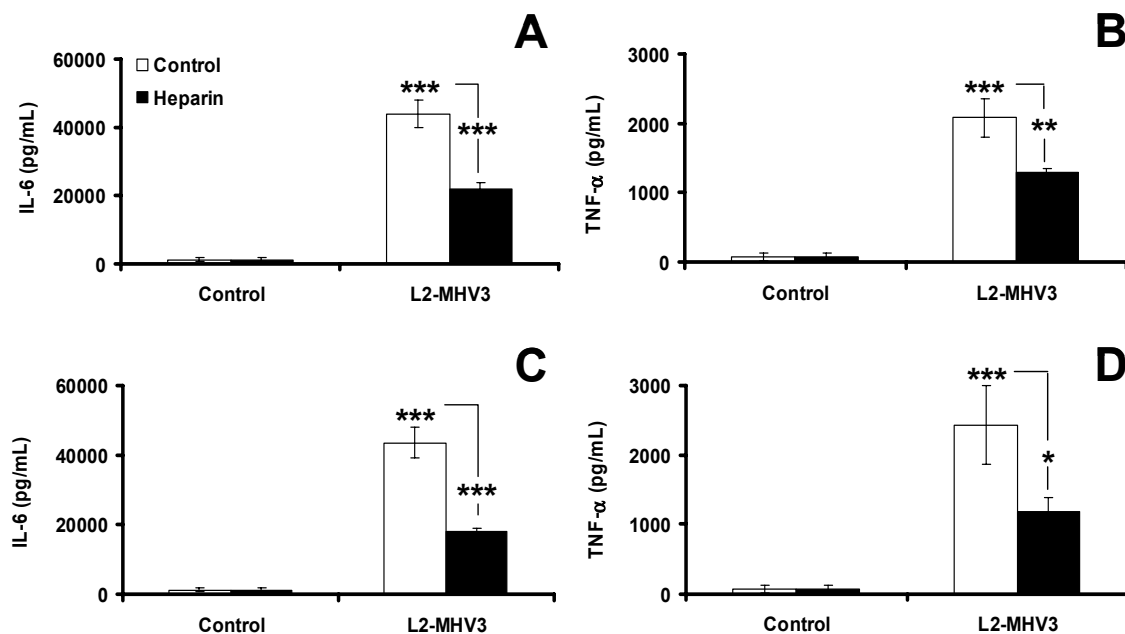 A
60000
40000
20000
0
IL-6 (pg/mL)
Control
Heparin
***
***
Control
L2-MHV3
B
3000
2000
1000
0
TNF-α (pg/mL)
***
**
Control
L2-MHV3
C
60000
40000
20000
0
IL-6 (pg/mL)
***
***
Control
L2-MHV3
D
3000
2000
1000
0
TNF-α (pg/mL)
***
*
Control
L2-MHV3